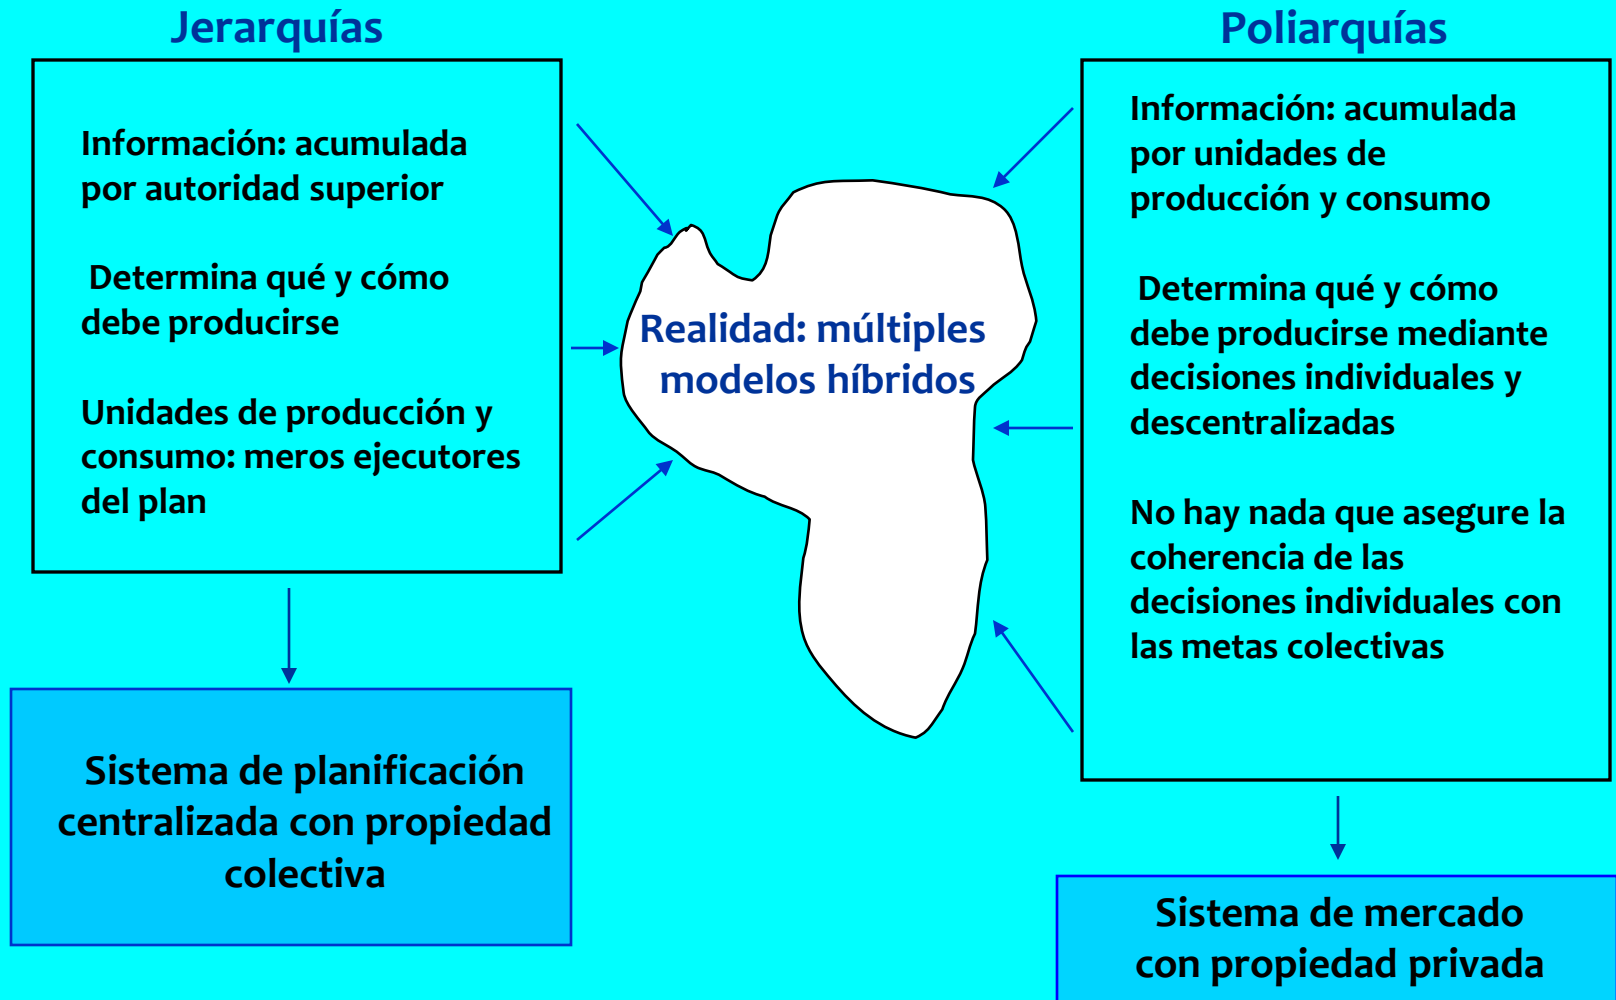 Jerarquías
Información: acumulada
por autoridad superior
Determina qué y cómo
debe producirse
Unidades de producción y
consumo: meros ejecutores
del plan
Sistema de planificación
centralizada con propiedad
colectiva
Realidad: múltiples
modelos híbridos
Poliarquías
Información: acumulada
por unidades de
producción y consumo
Determina qué y cómo
debe producirse mediante
decisiones individuales y
descentralizadas
No hay nada que asegure la
coherencia de las
decisiones individuales con
las metas colectivas
Sistema de mercado
con propiedad privada